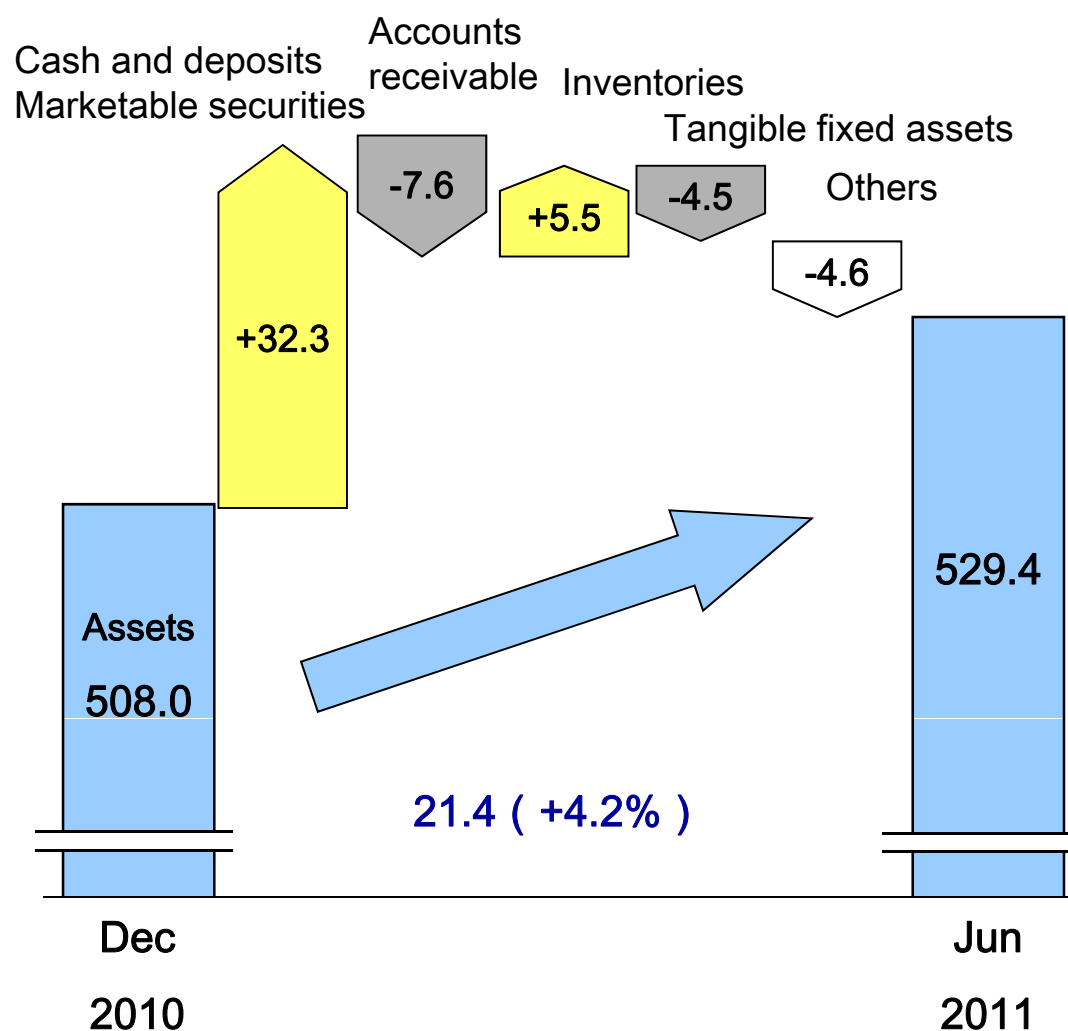 Cash and deposits
Marketable securities
Accounts
receivable
Inventories
Tangible fixed assets
Others
+32.3
-7.6
+5.5
-4.5
-4.6
Assets
508.0
529.4
21.4 ( +4.2% )
Dec
2010
Jun
2011